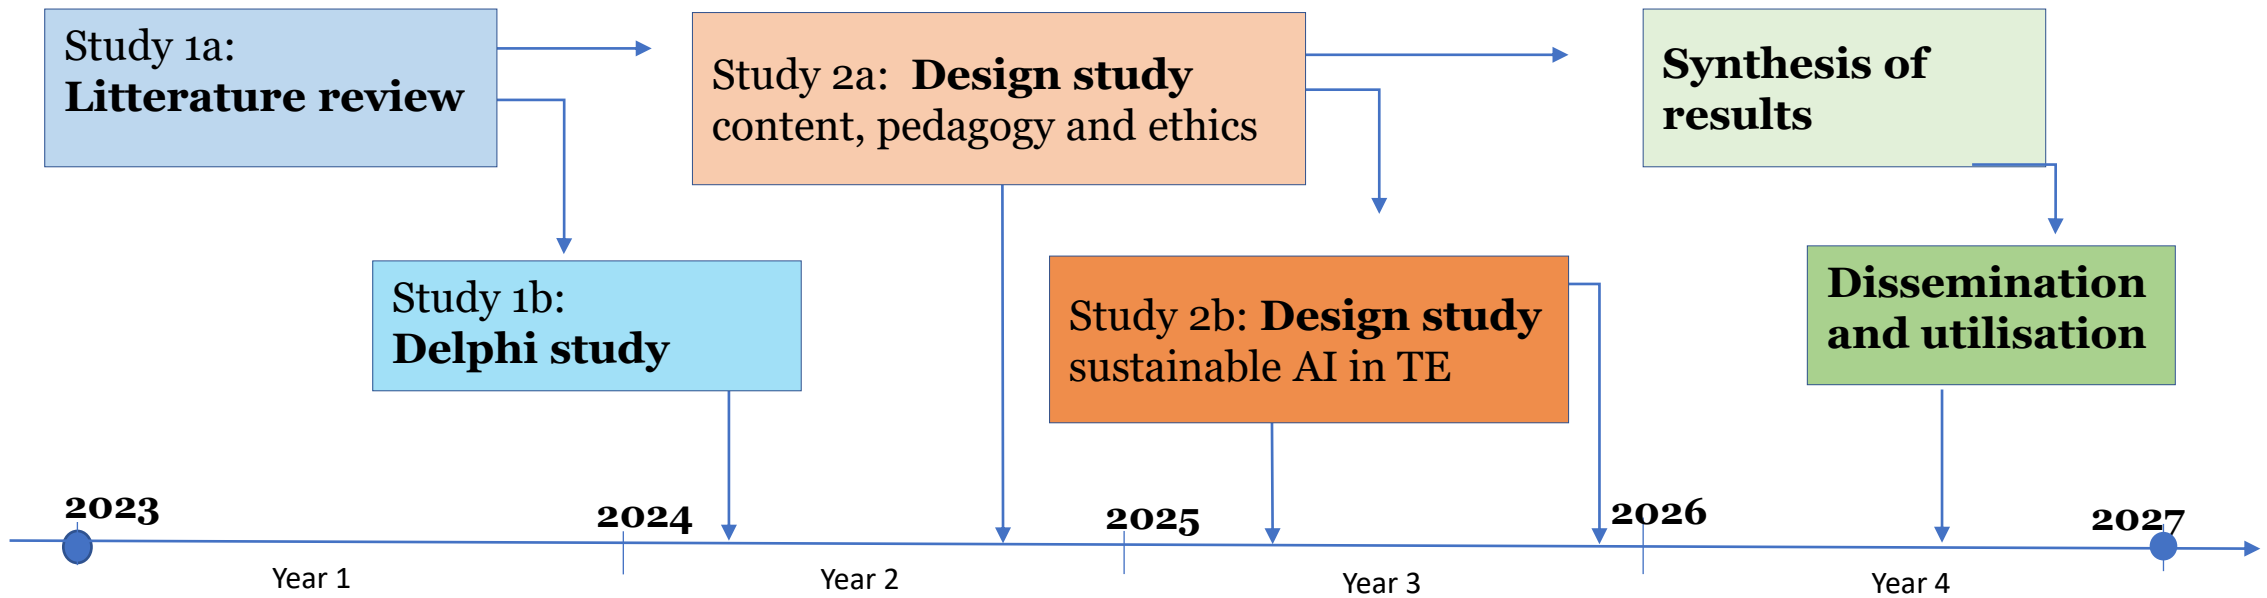 Study 1a:
Litterature review
Study 2a: Design study
content, pedagogy and ethics
Synthesis of
results
Study 1b:
Delphi study
Study 2b: Design study
sustainable AI in TE
Dissemination
and utilisation
2023
2024
2025
2026
2027
Year 1
Year 2
Year 3
Year 4